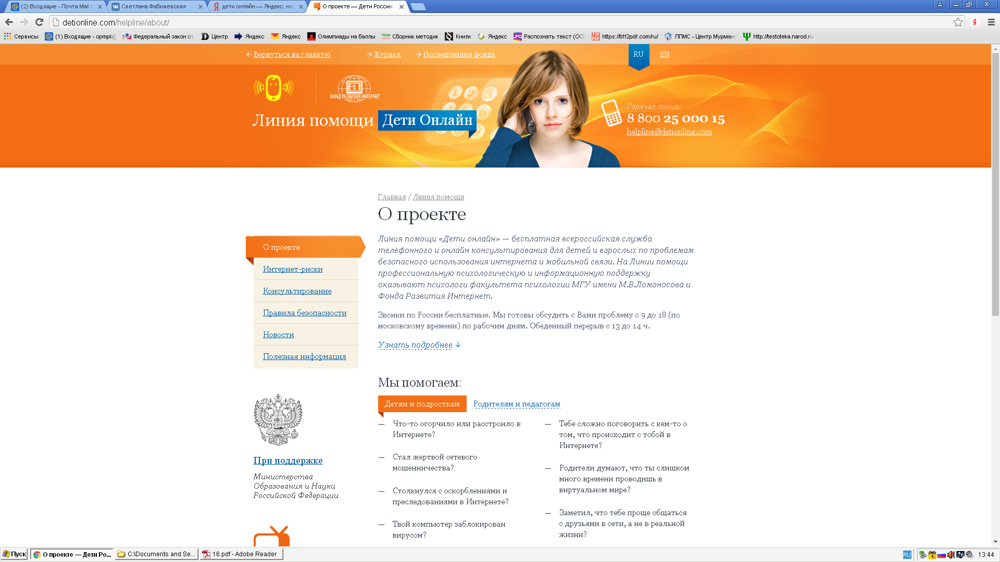 (2) Входящие - Почта Mail.r
Светлана Фабижевская
дети онлайн — Яндекс: на
О проекте — Дети России
detionline.com/helpline/about/
Сервисы
(1) Входящие - opmpk@
Федеральный закон от
Центр
Яндекс
Яндекс
Олимпиады на баллы
Сборник методик
Книги
Яндекс
Распознать текст (OCR
https://tiff2pdf.com/ru/
ППМС - Центр Мурман
http://testoteka.narod.ru
← Вернуться на главную
→ Журнал
→ Исследования фонда
RU
EN
ФОНД РАЗВИТИЯ ИНТЕРНЕТ
Линия помощи Дети Онлайн
1 2 3
4 5 6
Горячая линия:
8 800 25 000 15
helpline@detionline.com
Главная / Линия помощи
О проекте
О проекте
Интернет-риски
Консультирование
Правила безопасности
Новости
Полезная информация
При поддержке
Министерства
Образования и Науки
Российской Федерации
Линия помощи «Дети онлайн» — бесплатная всероссийская служба
телефонного и онлайн консультирования для детей и взрослых по проблемам
безопасного использования интернета и мобильной связи. На Линии помощи
профессиональную психологическую и информационную поддержку
оказывают психологи факультета психологии МГУ имени М.В.Ломоносова и
Фонда Развития Интернет.
Звонки по России бесплатные. Мы готовы обсудить с Вами проблему с 9 до 18 (по
московскому времени) по рабочим дням. Обеденный перерыв с 13 до 14 ч.
Узнать подробнее ↓
Мы помогаем:
Детям и подросткам
Родителям и педагогам
— Что-то огорчило или расстроило в
Интернете?
— Стал жертвой сетевого
мошенничества?
— Столкнулся с оскорблениями и
преследованиями в Интернете?
— Твой компьютер заблокирован
вирусом?
— Тебе сложно поговорить с кем-то о
том, что происходит с тобой в
Интернете?
— Родители думают, что ты слишком
много времени проводишь в
виртуальном мире?
— Заметил, что тебе проще общаться
с друзьями в сети, а не в реальной
жизни?
Пуск
О проекте — Дети Ро...
C:\Documents and Se...
16.pdf - Adobe Reader
RU
13:44